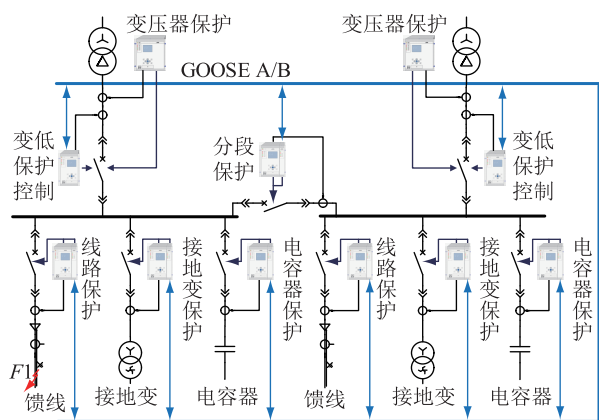 变压器保护
变压器保护
GOOSE A/B
变低
保护
控制
分段
保护
变低
保护
控制
线路保护
接地变保护
电容器保护
线路保护
接地变保护
电容器保护
F1
馈线
接地变
电容器
馈线
接地变
电容器